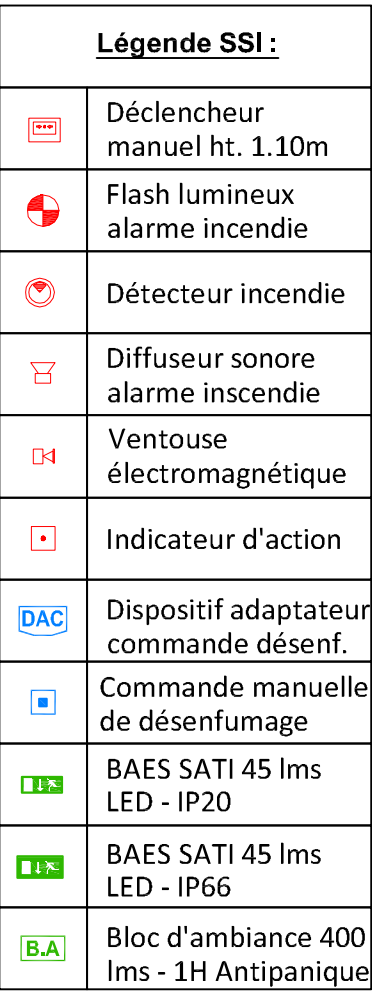 Légende SSI :
Déclencheur
manuel ht. 1.10m
Flash lumineux
alarme incendie
Détecteur incendie
Diffuseur sonore
alarme inscendie
Ventouse
électromagnétique
Indicateur d'action
DAC
Dispositif adaptateur
commande désenf.
Commande manuelle
de désenfumage
BAES SATI 45 lms
LED - IP20
BAES SATI 45 lms
LED - IP66
B.A
Bloc d'ambiance 400
lms - 1H Antipanique